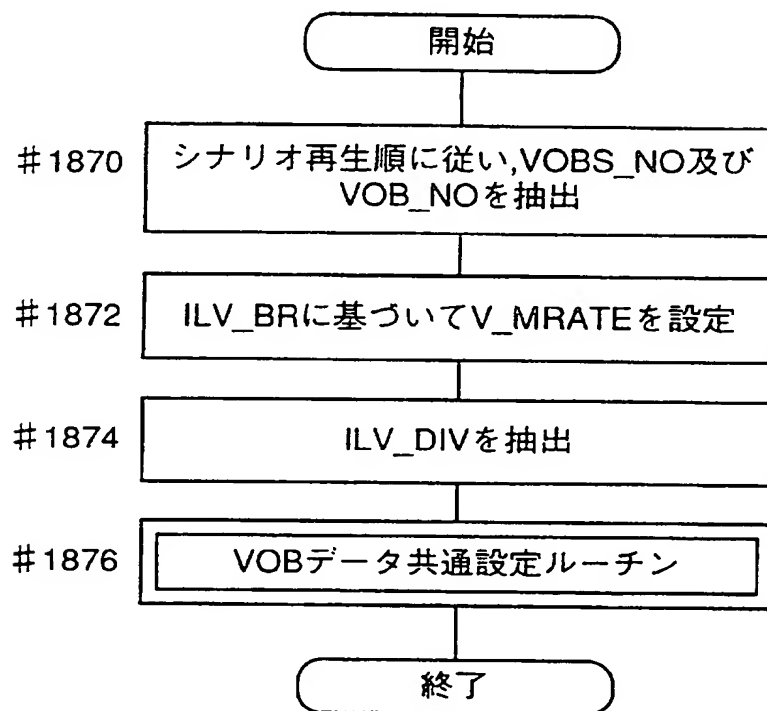 開始
#1870
シナリオ再生順に従い,VOBS_NO及び
VOB_NOを抽出
#1872
ILV_BRに基づいてV_MRATEを設定
#1874
ILV_DIVを抽出
#1876
VOBデータ共通設定ルーチン
終了